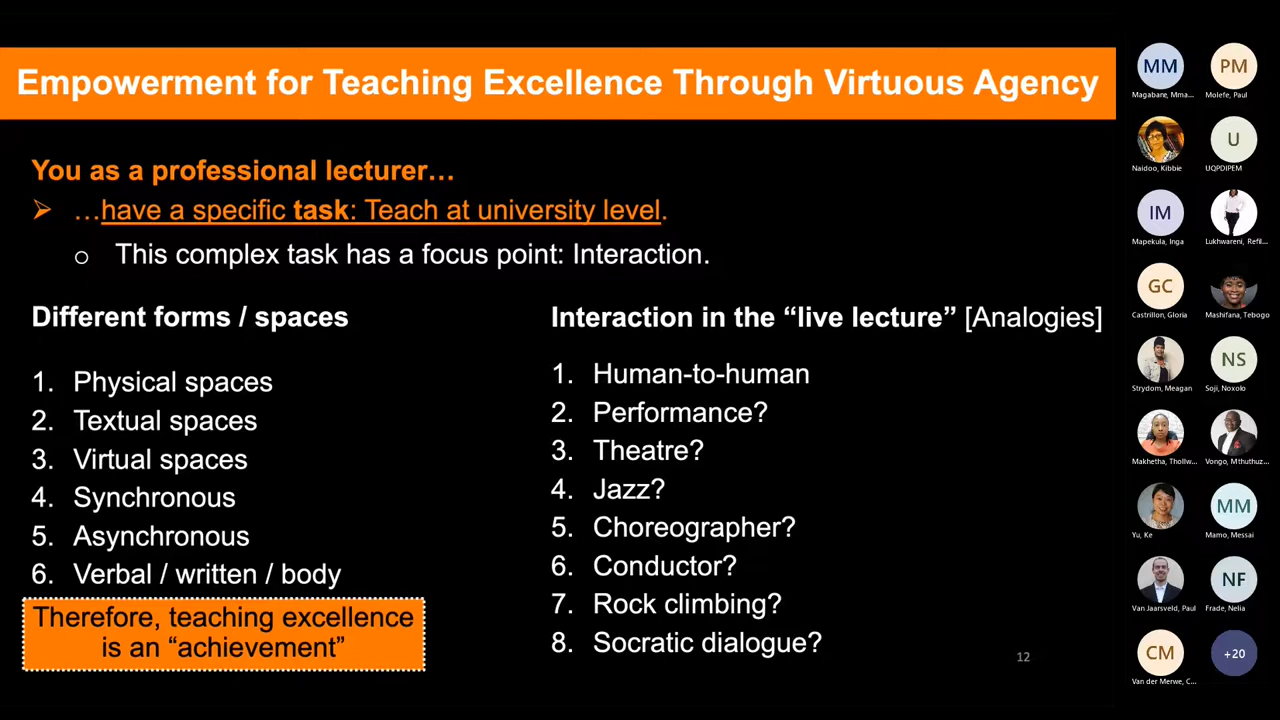 Empowerment for Teaching Excellence Through Virtuous Agency
You as a professional lecturer…
➢ …have a specific task: Teach at university level.
o This complex task has a focus point: Interaction.
Different forms / spaces
1. Physical spaces
2. Textual spaces
3. Virtual spaces
4. Synchronous
5. Asynchronous
6. Verbal / written / body
Therefore, teaching excellence
is an “achievement”
Interaction in the “live lecture” [Analogies]
1. Human-to-human
2. Performance?
3. Theatre?
4. Jazz?
5. Choreographer?
6. Conductor?
7. Rock climbing?
8. Socratic dialogue?
12
MM
Magabare, Mma...
PM
Molefe, Paul
Naidoo, Kibbie
U
UQPDIPEM
IM
Mapekula, Inga
Lukhwareni, Refil...
GC
Castrillon, Gloria
Mashifana, Tebogo
Strydom, Meagan
NS
Soji, Noxolo
Makhetha, Thollw...
Vongo, Mthuthuz...
Yu, Ke
MM
Mamo, Messai
Van Jaarsveld, Paul
NF
Frade, Nelia
CM
Van der Merwe, C...
+20